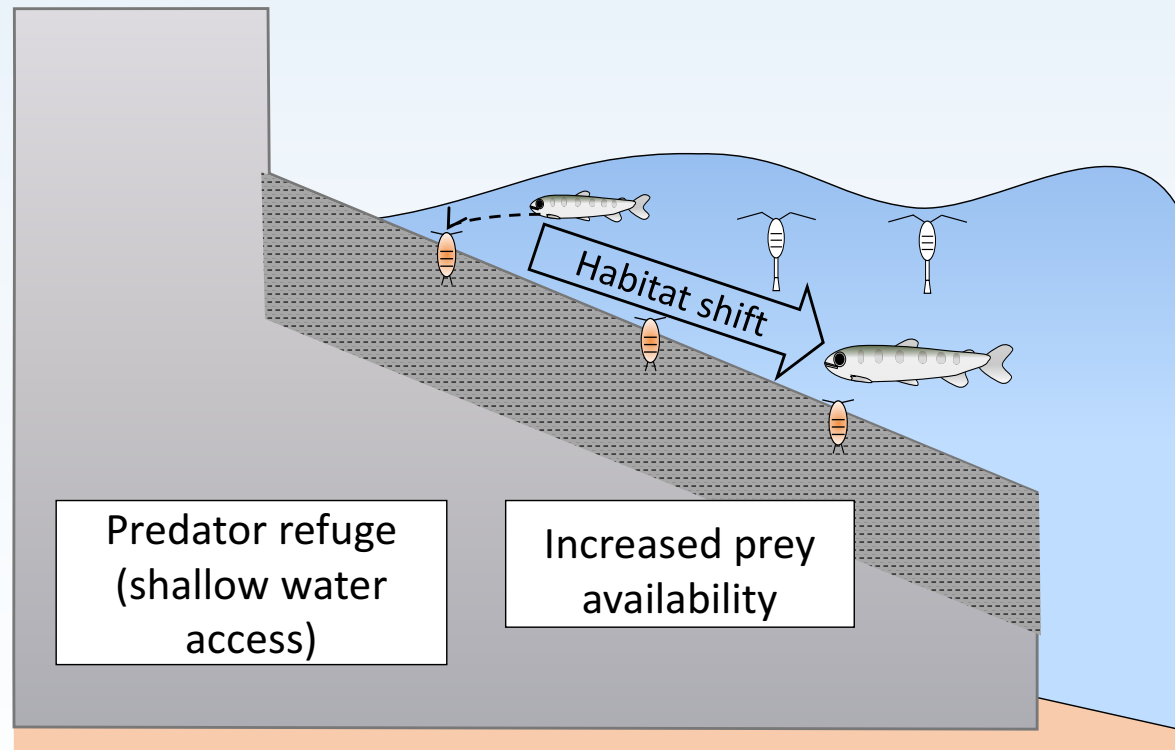 Habitat shift
Predator refuge
(shallow water
access)
Increased prey
availability